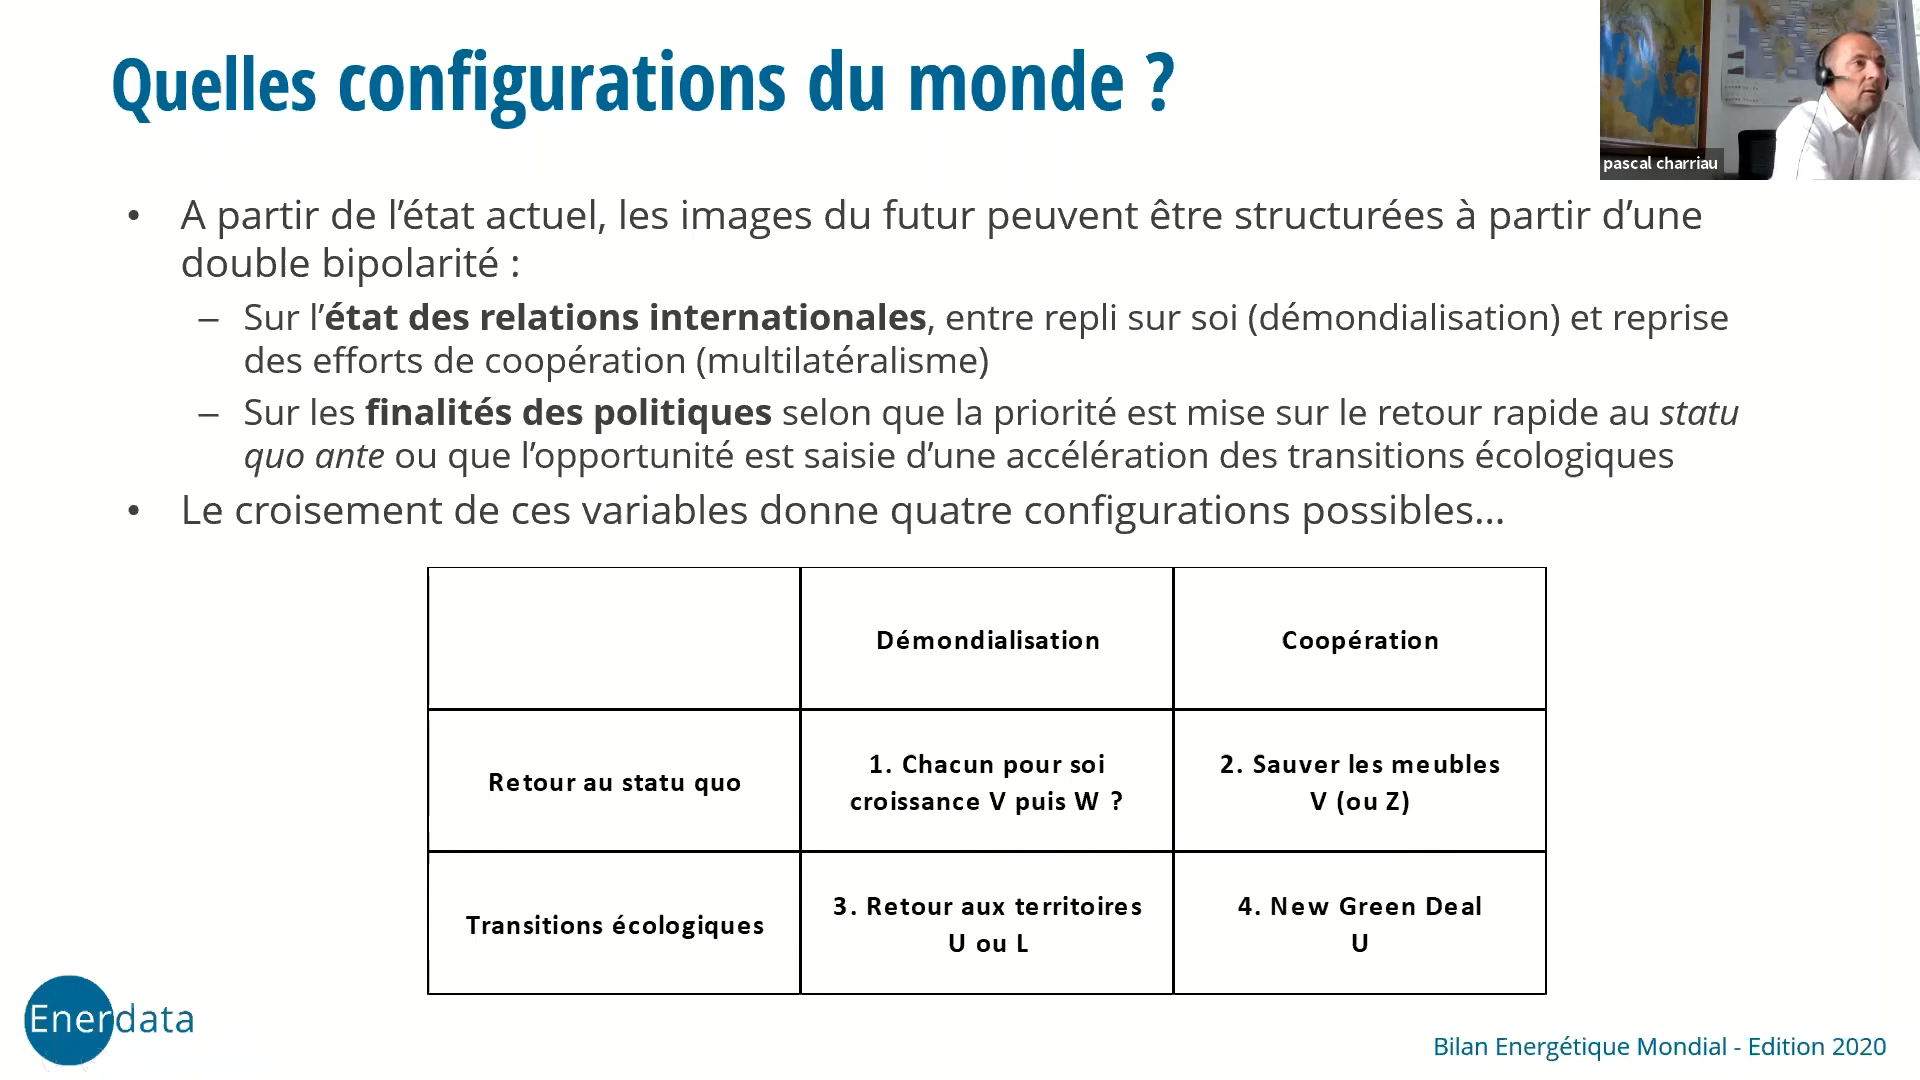 Quelles configurations du monde ?
pascal charriau
• A partir de l’état actuel, les images du futur peuvent être structurées à partir d’une
double bipolarité :
– Sur l’état des relations internationales, entre repli sur soi (démondialisation) et reprise
des efforts de coopération (multilatéralisme)
– Sur les finalités des politiques selon que la priorité est mise sur le retour rapide au statu
quo ante ou que l’opportunité est saisie d’une accélération des transitions écologiques
• Le croisement de ces variables donne quatre configurations possibles…
Démondialisation
Coopération
Retour au statu quo
1. Chacun pour soi
croissance V puis W ?
2. Sauver les meubles
V (ou Z)
Transitions écologiques
3. Retour aux territoires
U ou L
4. New Green Deal
U
Enerdata
Bilan Energétique Mondial - Edition 2020